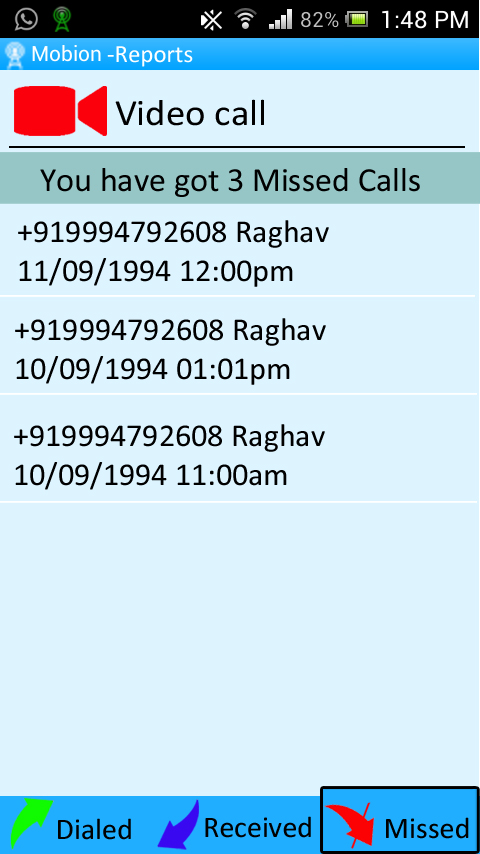 82% 1:48 PM
Mobion -Reports
Video call
You have got 3 Missed Calls
+919994792608 Raghav
11/09/1994 12:00pm
+919994792608 Raghav
10/09/1994 01:01pm
+919994792608 Raghav
10/09/1994 11:00am
Dialed Received Missed